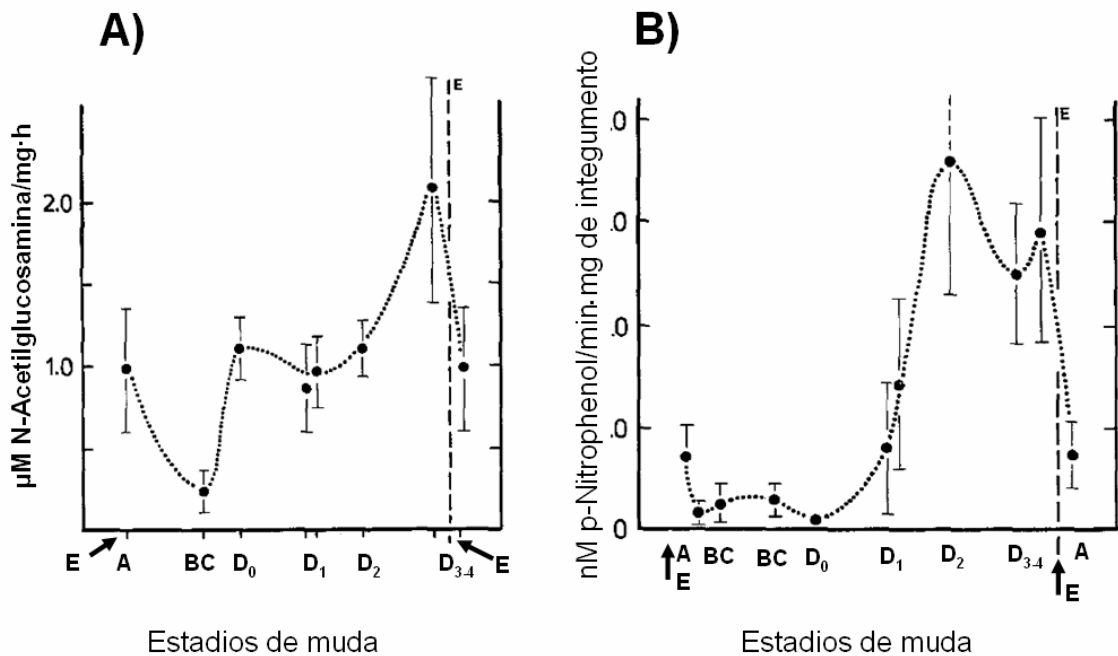 A)
µM N-Acetilglucosamina/mg·h
2.0
1.0
E
E A BC D₀ D₁ D₂ D₃₋₄ E
Estadios de muda
B)
nM p-Nitrophenol/min·mg de integumento
.0
.0
.0
.0
0
E
A BC BC D₀ D₁ D₂ D₃₋₄ A
E E
Estadios de muda